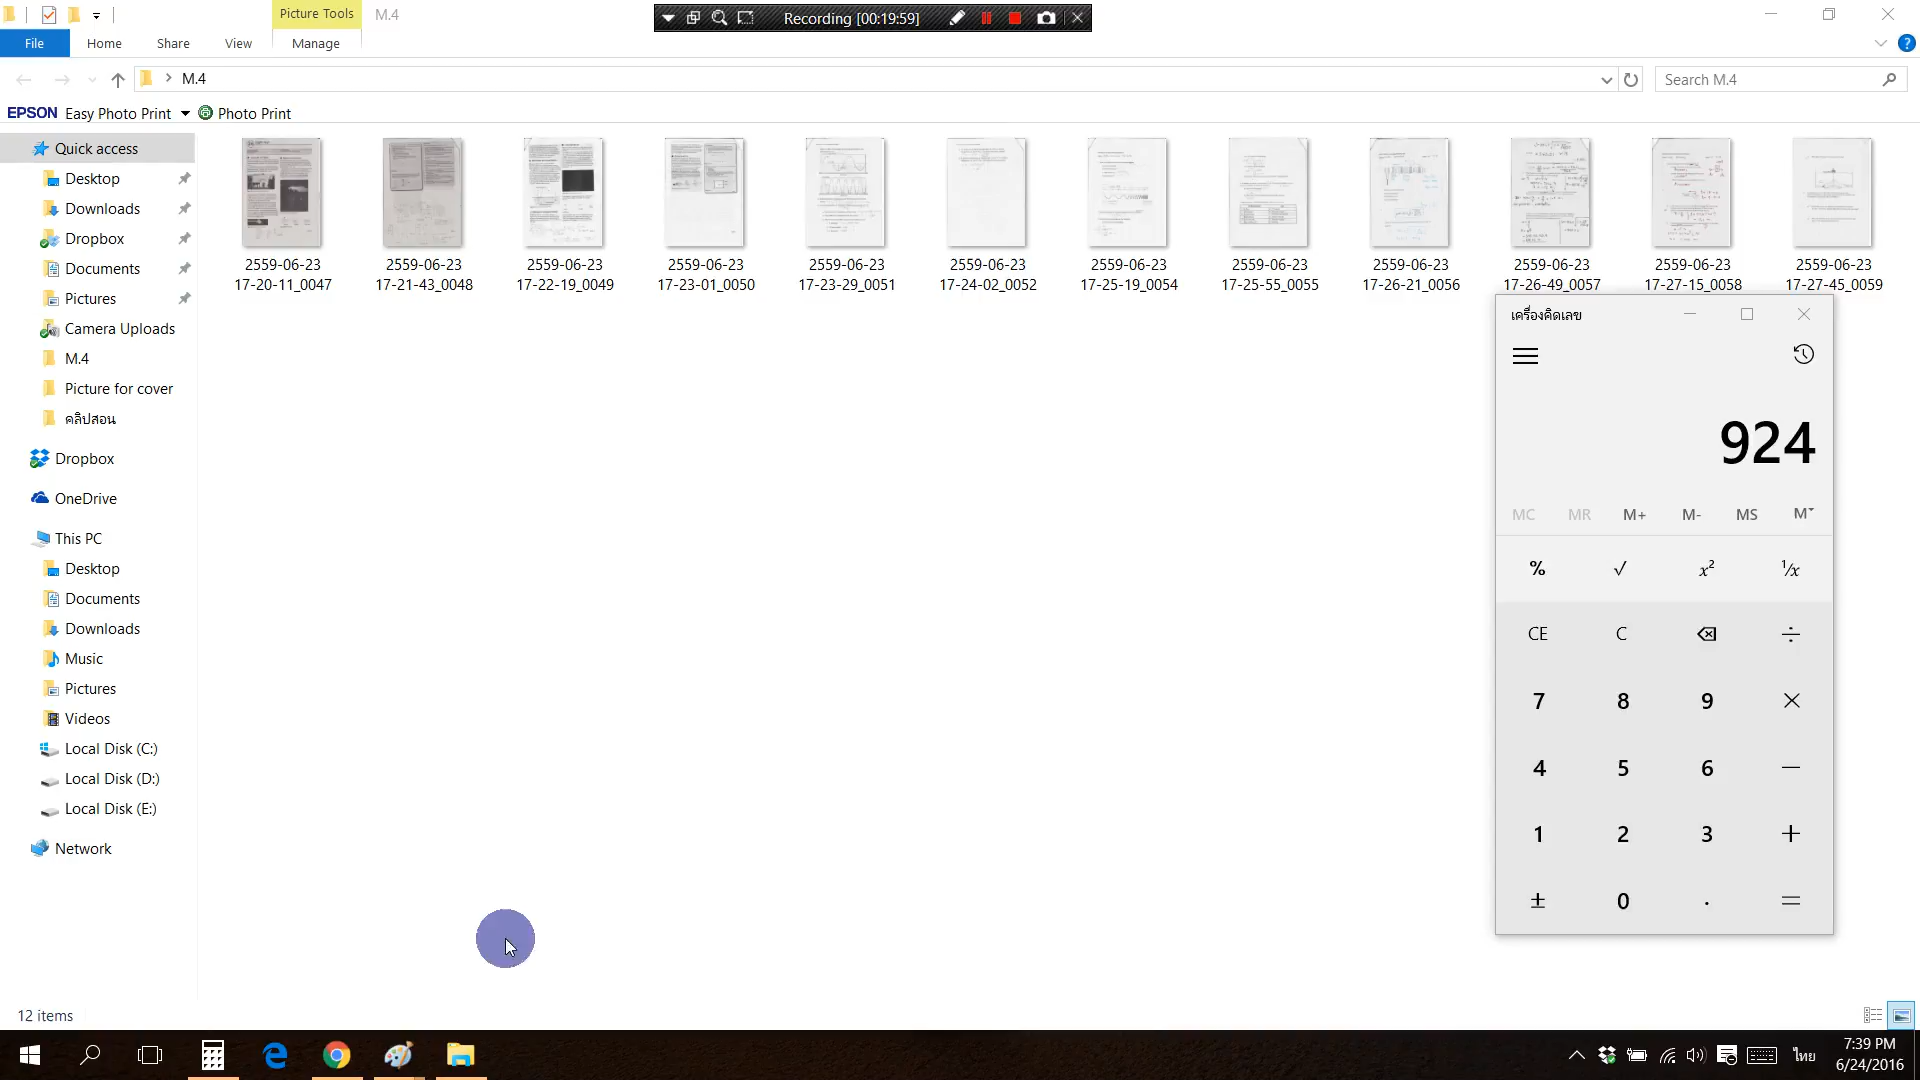 Picture Tools
M.4
Recording [00:19:59]
File
Home
Share
View
Manage
M.4
Search M.4
EPSON Easy Photo Print
Photo Print
Quick access
Desktop
Downloads
Dropbox
Documents
Pictures
Camera Uploads
M.4
Picture for cover
คลิปสอน
Dropbox
OneDrive
This PC
Desktop
Documents
Downloads
Music
Pictures
Videos
Local Disk (C:)
Local Disk (D:)
Local Disk (E:)
Network
2559-06-23
17-20-11_0047
2559-06-23
17-21-43_0048
2559-06-23
17-22-19_0049
2559-06-23
17-23-01_0050
2559-06-23
17-23-29_0051
2559-06-23
17-24-02_0052
2559-06-23
17-25-19_0054
2559-06-23
17-25-55_0055
2559-06-23
17-26-21_0056
2559-06-23
17-26-49_0057
2559-06-23
17-27-15_0058
2559-06-23
17-27-45_0059
เครื่องคิดเลข
924
MC MR M+ M- MS M
% √ x² ¹/x
CE C ÷
7 8 9 ×
4 5 6 −
1 2 3 +
± 0 . =
12 items
ไทย
7:39 PM
6/24/2016